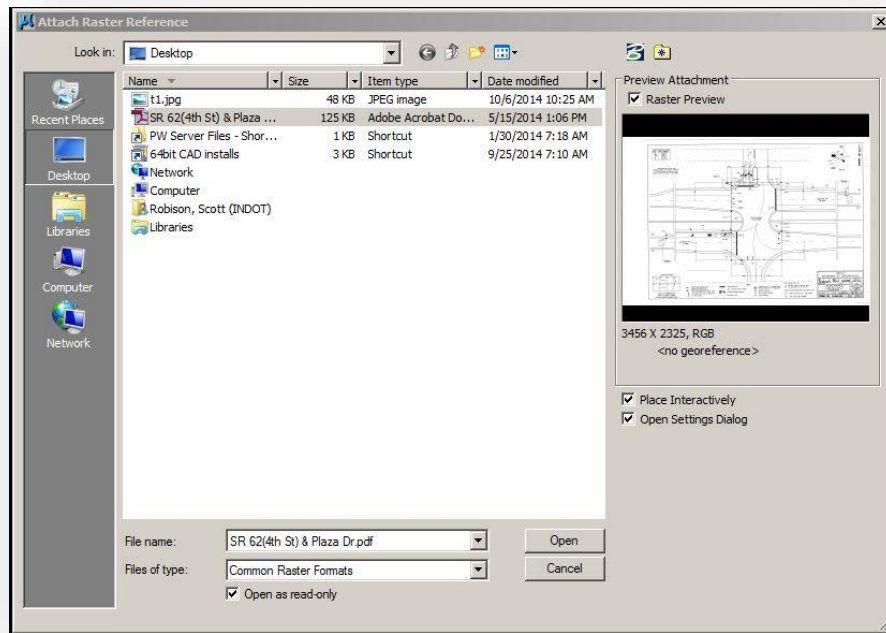 Attach Raster Reference
Look in: Desktop
Recent Places
Desktop
Libraries
Computer
Network
Name Size Item type Date modified
t1.jpg 48 KB JPEG image 10/6/2014 10:25 AM
SR 62(4th St) & Plaza ... 125 KB Adobe Acrobat Do... 5/15/2014 1:06 PM
PW Server Files - Shor... 1 KB Shortcut 1/30/2014 7:18 AM
64bit CAD installs 3 KB Shortcut 9/25/2014 7:10 AM
Network
Computer
Robison, Scott (INDOT)
Libraries
File name: SR 62(4th St) & Plaza Dr.pdf Open
Files of type: Common Raster Formats Cancel
Open as read-only
Preview Attachment
Raster Preview
3456 X 2325, RGB
<no georeference>
Place Interactively
Open Settings Dialog